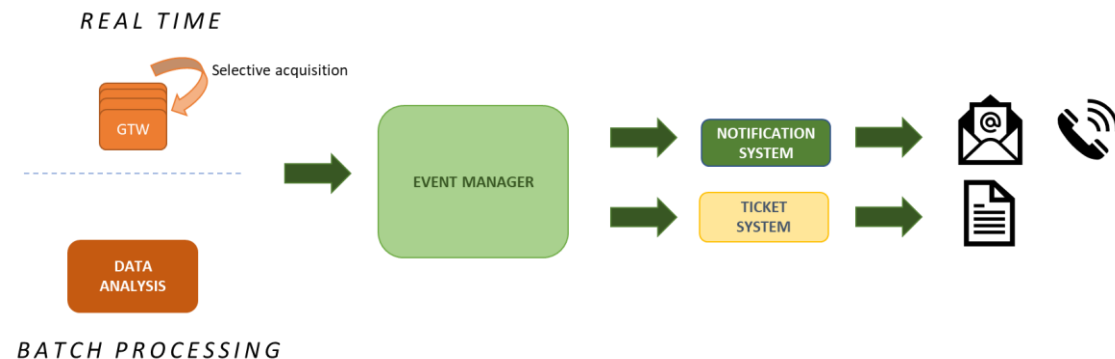 REAL TIME
Selective acquisition
GTW
EVENT MANAGER
NOTIFICATION
SYSTEM
TICKET
SYSTEM
@
DATA
ANALYSIS
BATCH PROCESSING